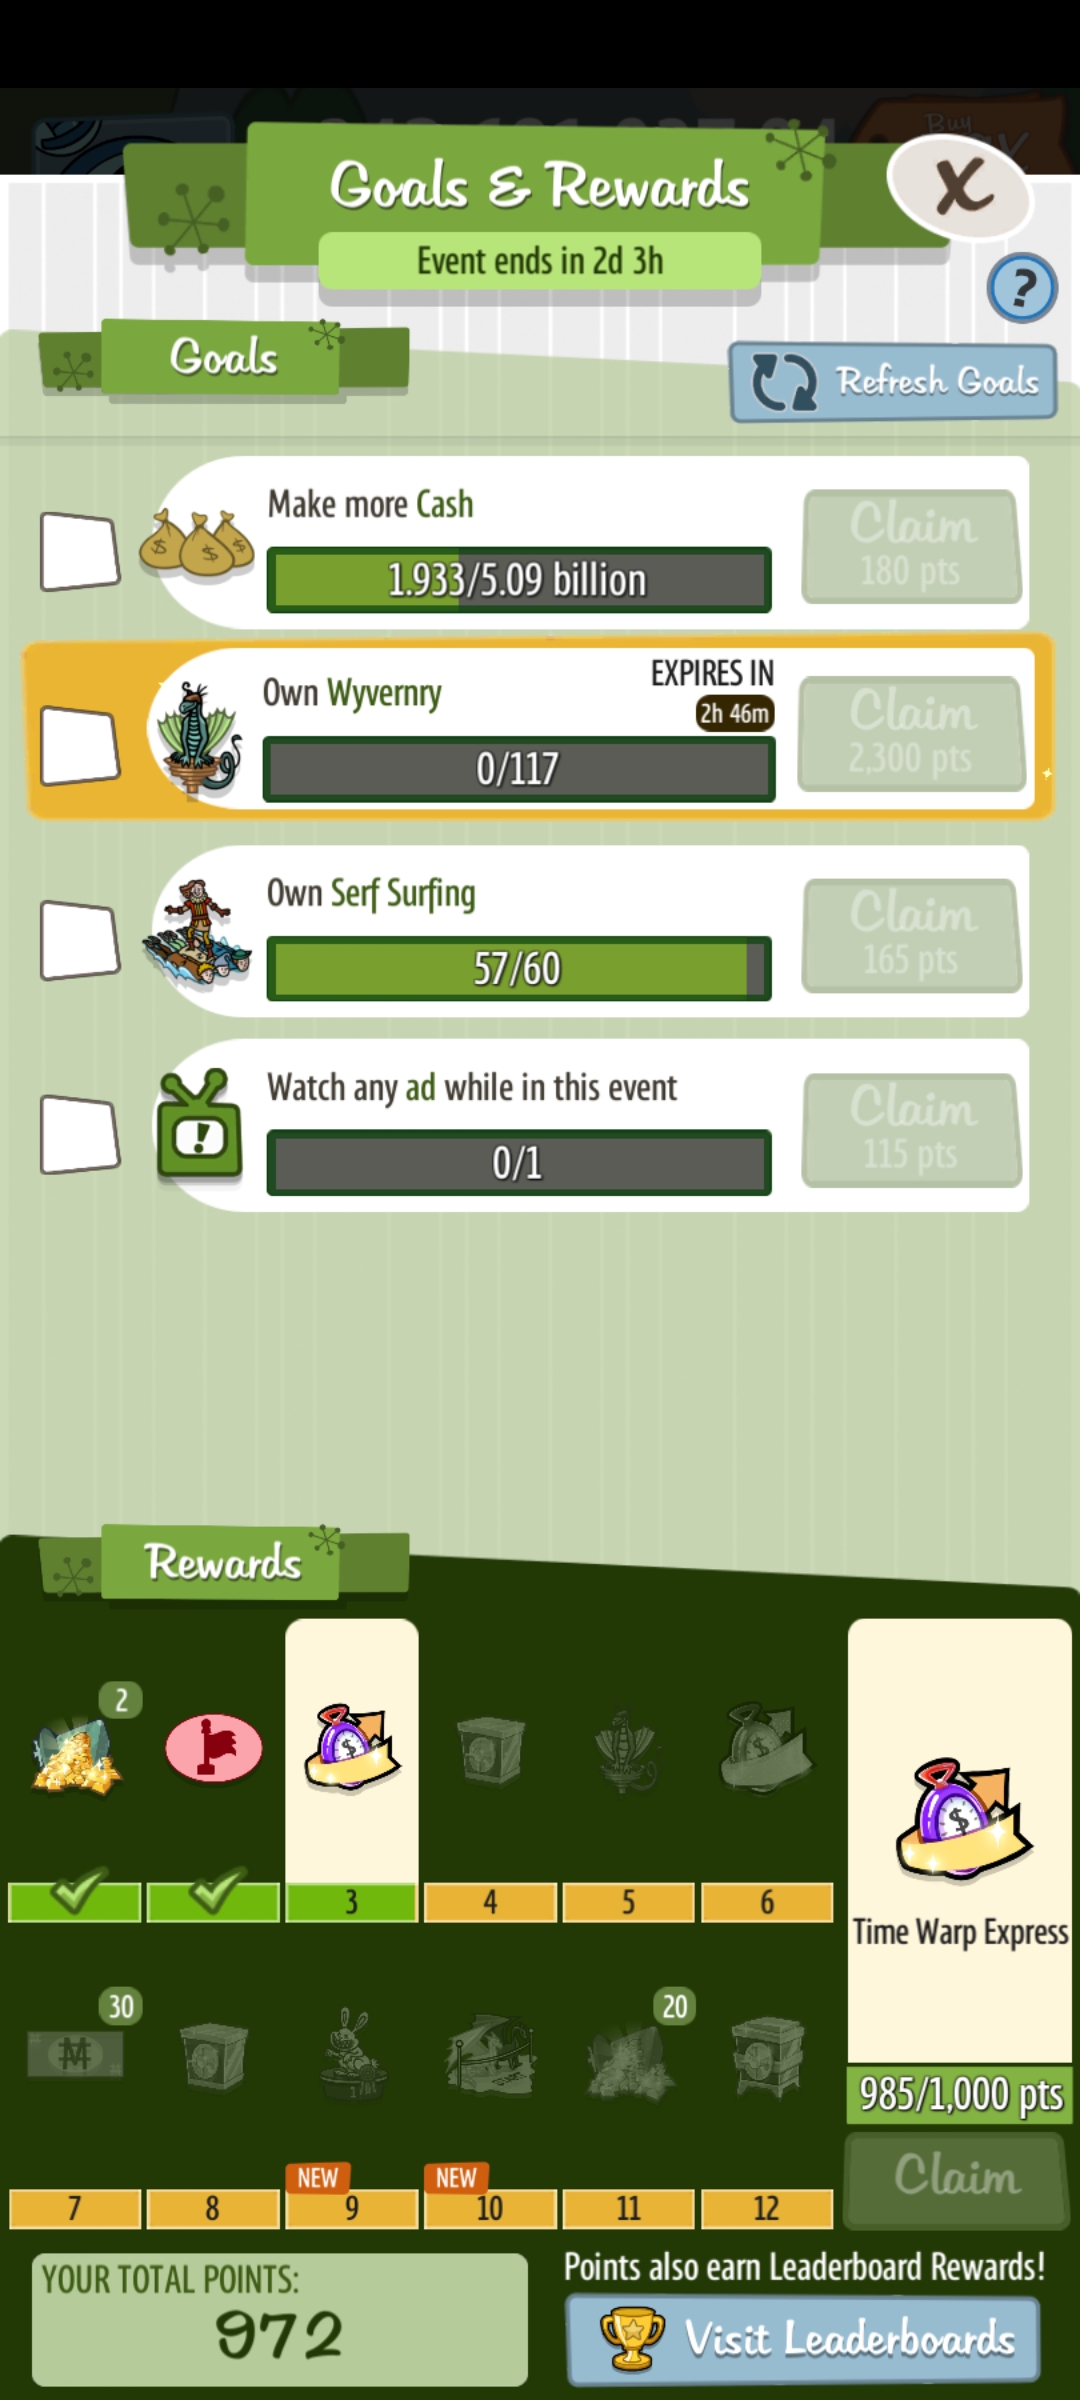 Buy
Goals & Rewards
X
Event ends in 2d 3h
?
Goals
Refresh Goals
Make more Cash
1.933/5.09 billion
Claim
180 pts
Own Wyvernry
EXPIRES IN
2h 46m
0/117
Claim
2,300 pts
Own Serf Surfing
57/60
Claim
165 pts
Watch any ad while in this event
0/1
Claim
115 pts
Rewards
2
3
4
5
6
Time Warp Express
30
20
985/1,000 pts
NEW
NEW
Claim
7
8
9
10
11
12
YOUR TOTAL POINTS:
972
Points also earn Leaderboard Rewards!
Visit Leaderboards